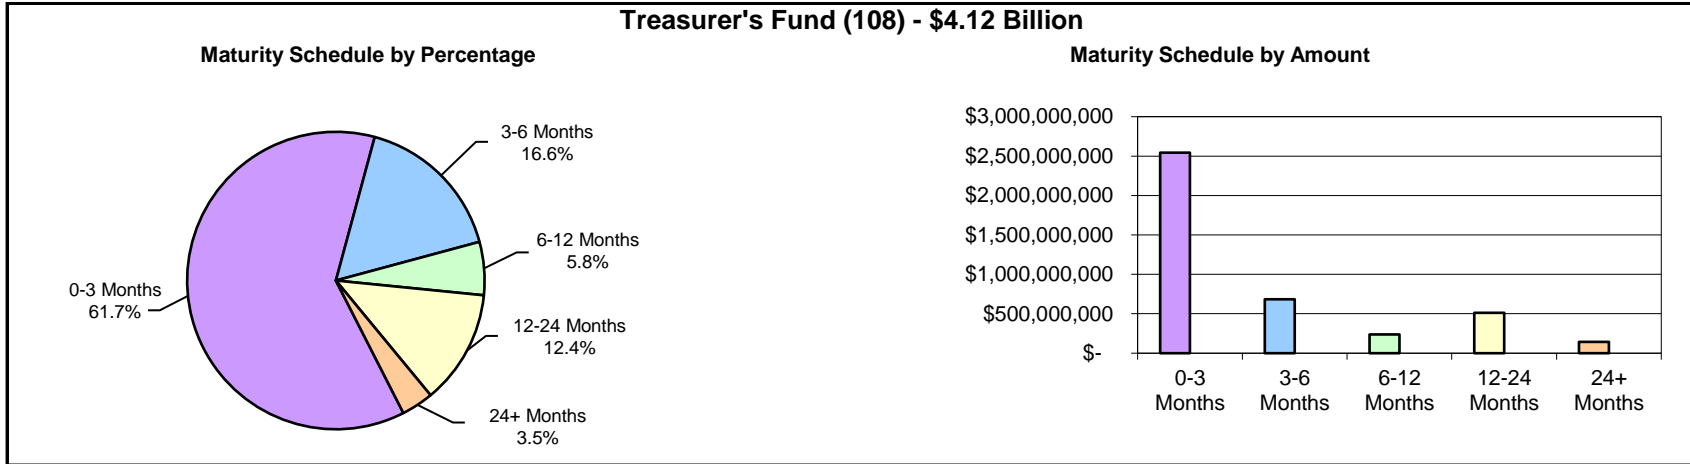 Treasurer's Fund (108) - $4.12 Billion
Maturity Schedule by Percentage
3-6 Months
16.6%
6-12 Months
5.8%
0-3 Months
61.7%
12-24 Months
12.4%
24+ Months
3.5%
Maturity Schedule by Amount
$3,000,000,000
$2,500,000,000
$2,000,000,000
$1,500,000,000
$1,000,000,000
$500,000,000
$-
0-3 3-6 6-12 12-24 24+
Months Months Months Months Months